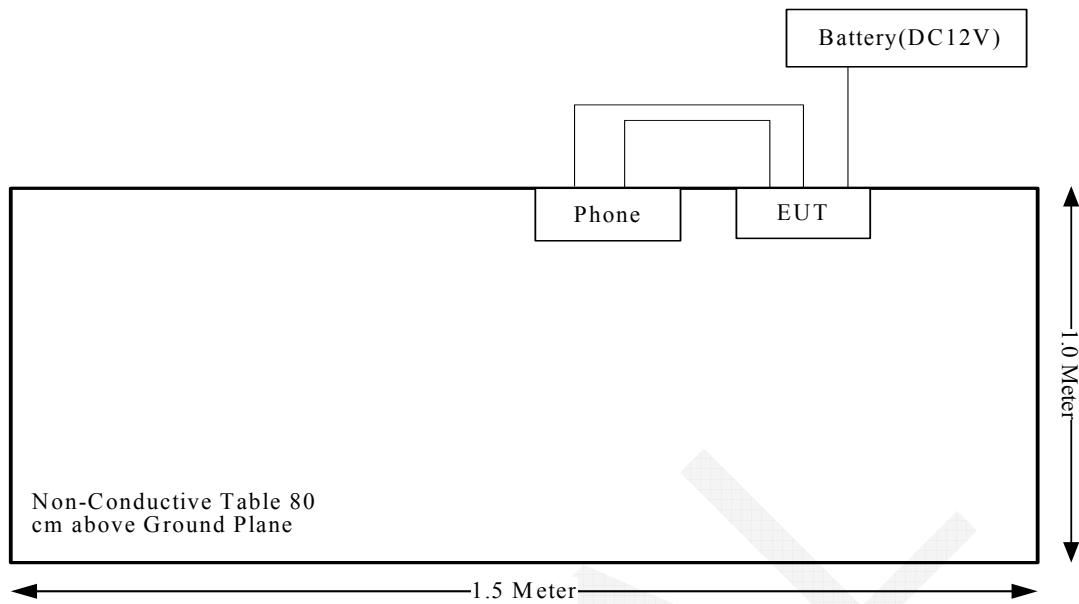 Battery(DC12V)
Phone
EUT
1.0 Meter
Non-Conductive Table 80
cm above Ground Plane
1.5 Meter